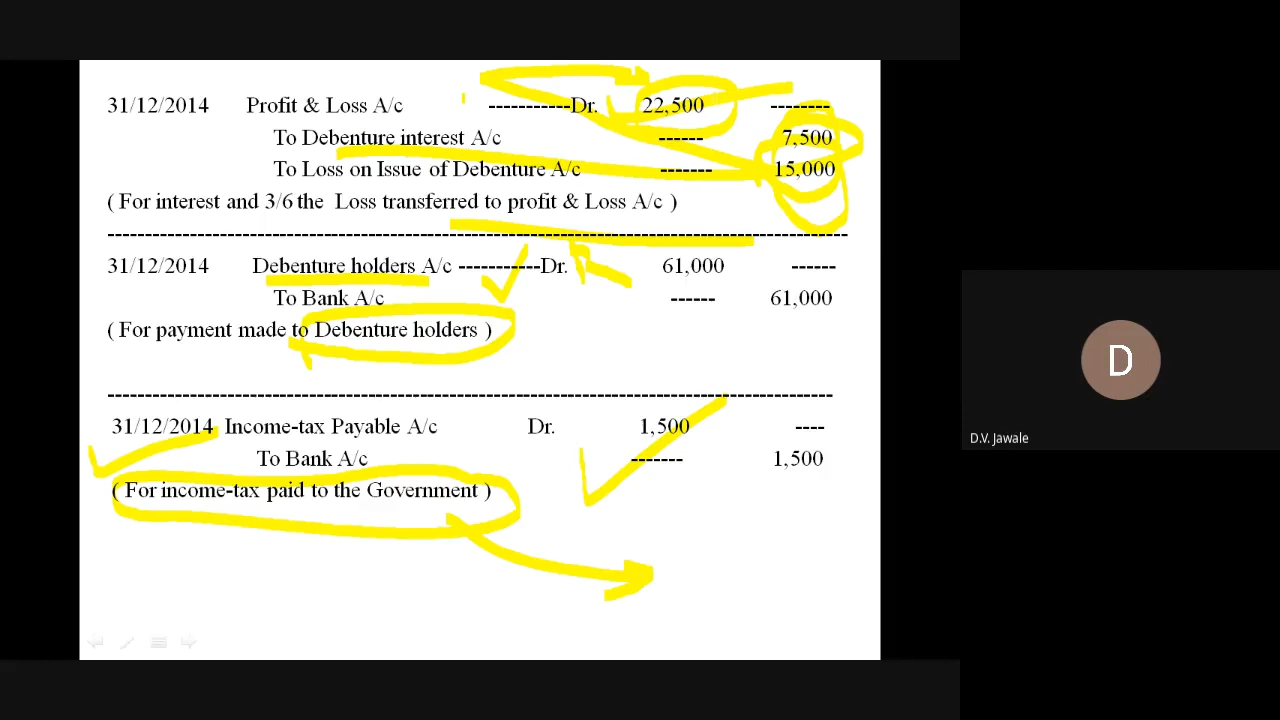 31/12/2014 Profit & Loss A/c -----------Dr. 22,500 --------
To Debenture interest A/c ------ 7,500
To Loss on Issue of Debenture A/c ------- 15,000
( For interest and 3/6 the Loss transferred to profit & Loss A/c )
31/12/2014 Debenture holders A/c -----------Dr. 61,000 ------
To Bank A/c ------ 61,000
( For payment made to Debenture holders )
31/12/2014 Income-tax Payable A/c Dr. 1,500 ----
To Bank A/c ------- 1,500
( For income-tax paid to the Government )
D
D.V. Jawale